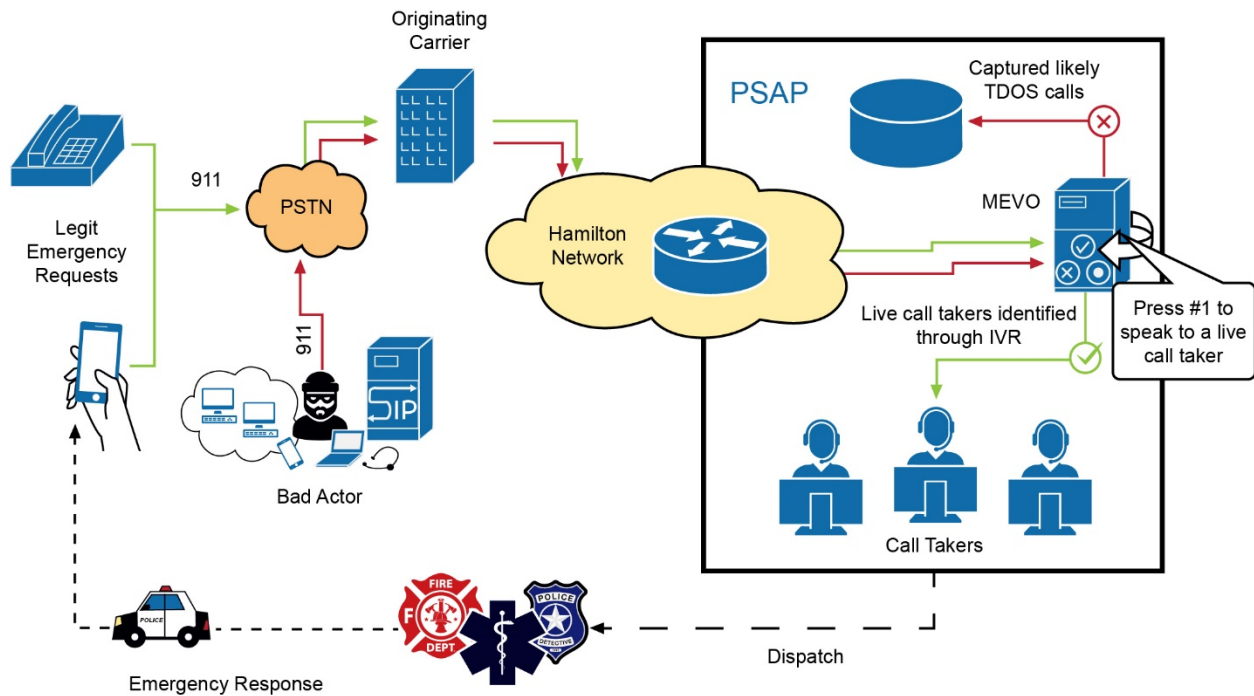 Originating
Carrier
PSAP
Captured likely
TDOS calls
911
PSTN
Legit
Emergency
Requests
Hamilton
Network
MEVO
Press #1 to
speak to a live
call taker
Live call takers identified
through IVR
911
SIP
Bad Actor
Call Takers
FIRE
F
DEPT.
POLICE
DETECTIVE
POLICE
Dispatch
Emergency Response